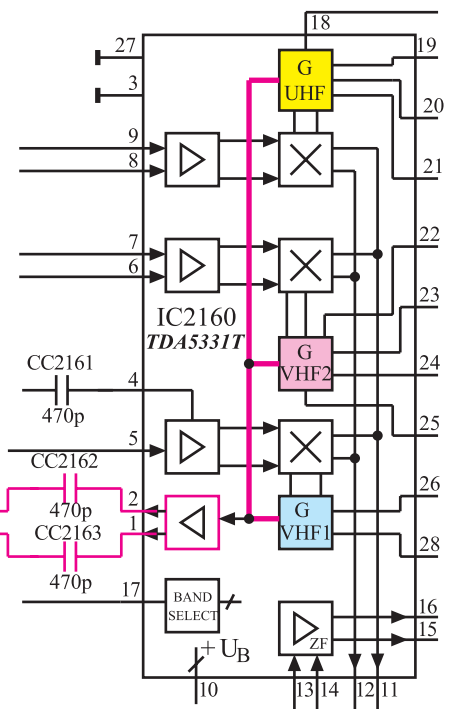 18
27
G
UHF
19
3
20
9
8
21
7
6
22
IC2160
TDA5331T
23
G
VHF2
24
CC2161
4
470p
25
5
CC2162
2
470p
26
G
VHF1
CC2163
1
28
470p
17
BAND
SELECT
16
ZF
15
+ UB
10
13
14
12
11